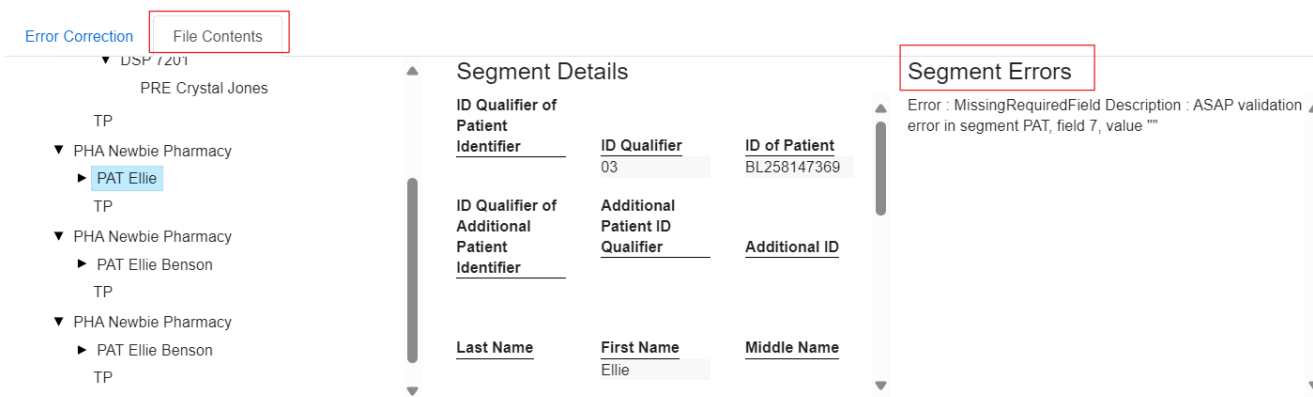 Error Correction
File Contents
DSP 7201
PRE Crystal Jones
TP
PHA Newbie Pharmacy
PAT Ellie
TP
PHA Newbie Pharmacy
PAT Ellie Benson
TP
PHA Newbie Pharmacy
PAT Ellie Benson
TP
Segment Details
ID Qualifier of
Patient
Identifier
ID Qualifier
03
ID of Patient
BL258147369
ID Qualifier of
Additional
Patient
Identifier
Additional
Patient ID
Qualifier
Additional ID
Last Name
First Name
Ellie
Middle Name
Segment Errors
Error : MissingRequiredField Description : ASAP validation
error in segment PAT, field 7, value ""